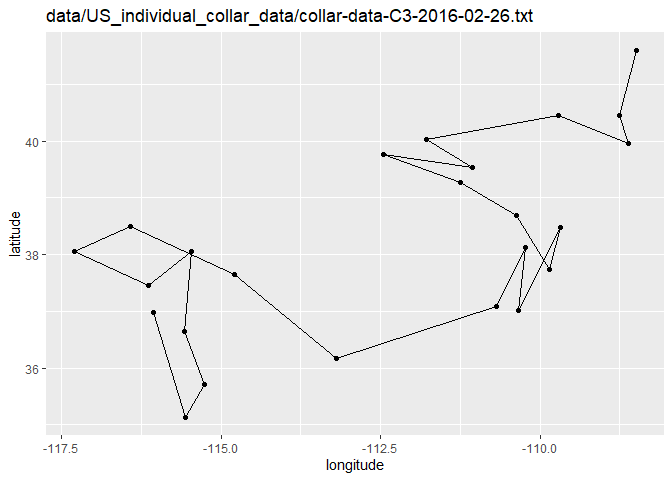 data/US_individual_collar_data/collar-data-C3-2016-02-26.txt
40
38
36
latitude
-117.5
-115.0
-112.5
-110.0
longitude